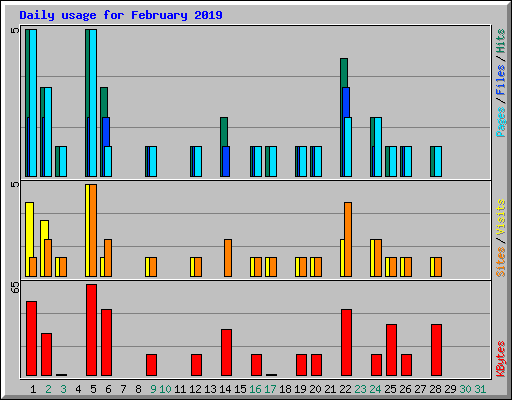 Daily usage for February 2019
5
Pages / Files / Hits
5
Sites / Visits
65
KBytes
1 2 3 4 5 6 7 8 9 10 11 12 13 14 15 16 17 18 19 20 21 22 23 24 25 26 27 28 29 30 31